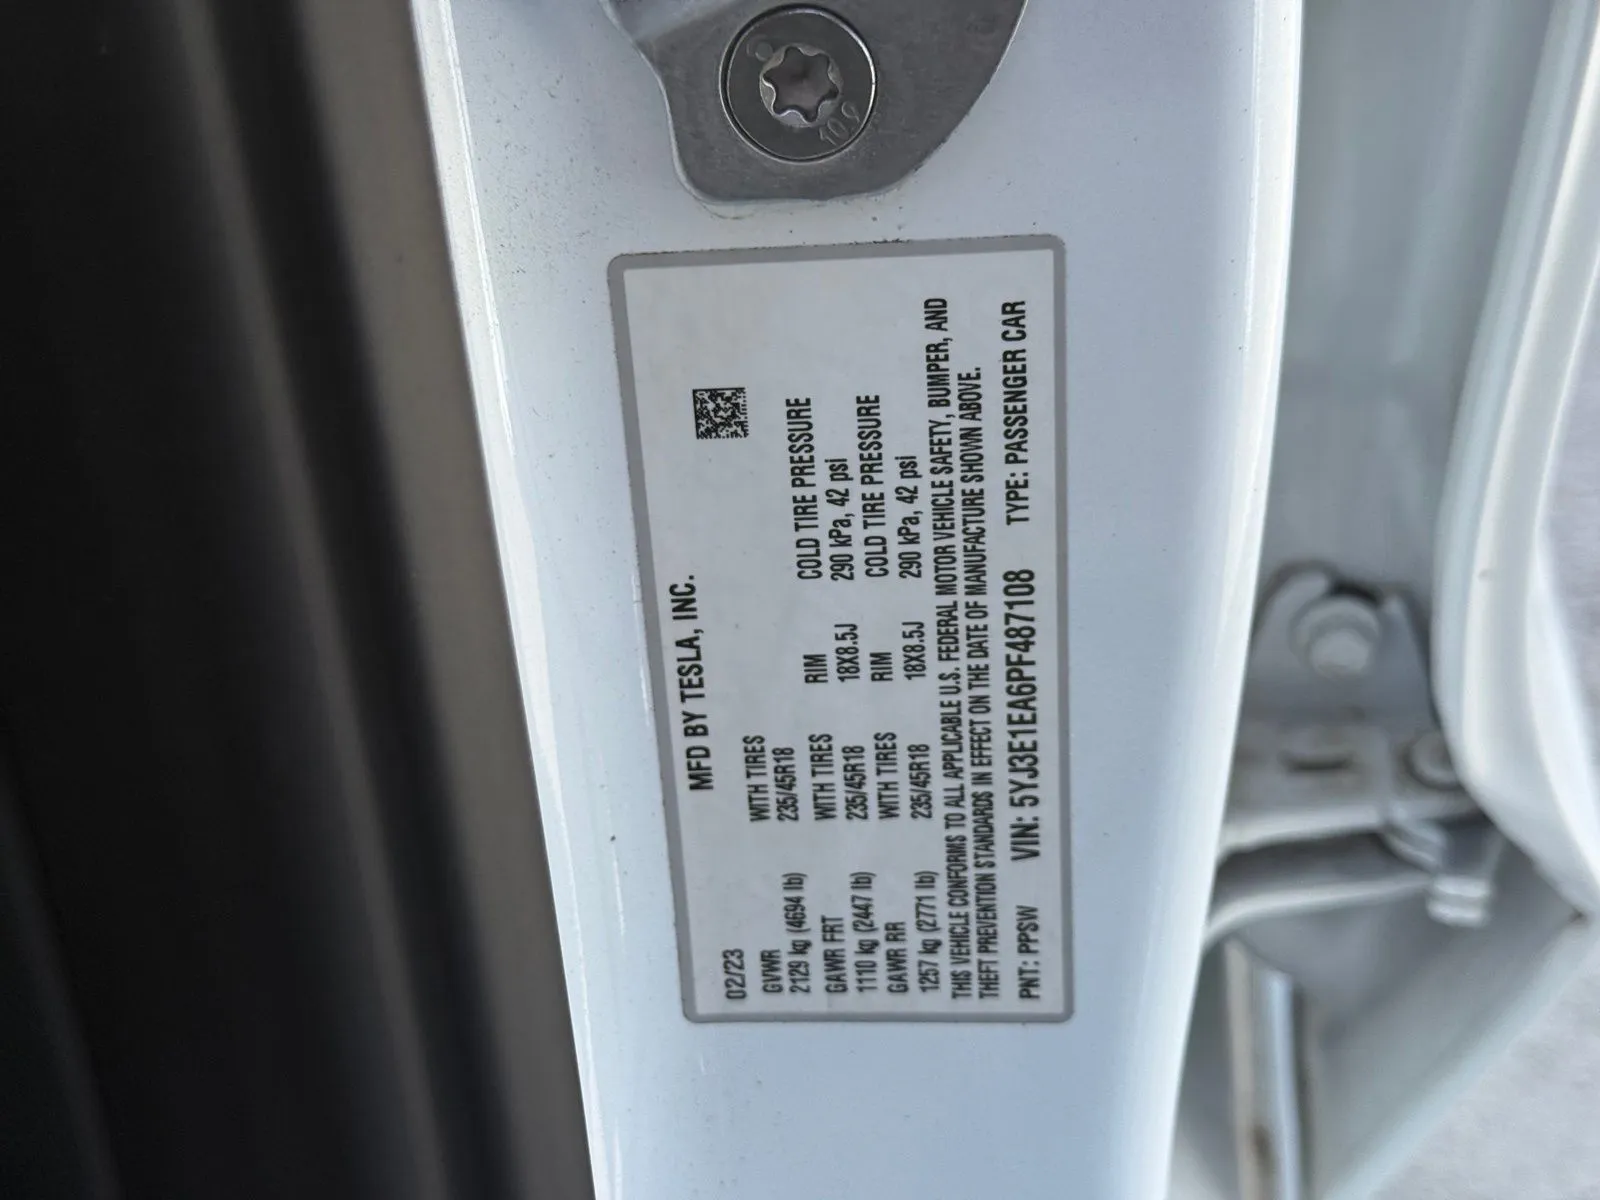 10.9
MFD BY TESLA, INC.
02/23
GVWR WITH TIRES RIM COLD TIRE PRESSURE
2129 kg (4694 lb) 235/45R18 18X8.5J 290 kPa, 42 psi
GAWR FRT WITH TIRES RIM COLD TIRE PRESSURE
1110 kg (2447 lb) 235/45R18 18X8.5J 290 kPa, 42 psi
GAWR RR WITH TIRES
1257 kg (2771 lb) 235/45R18
THIS VEHICLE CONFORMS TO ALL APPLICABLE U.S. FEDERAL MOTOR VEHICLE SAFETY, BUMPER, AND
THEFT PREVENTION STANDARDS IN EFFECT ON THE DATE OF MANUFACTURE SHOWN ABOVE.
PNT: PPSW VIN: 5YJ3E1EA6PF487108 TYPE: PASSENGER CAR